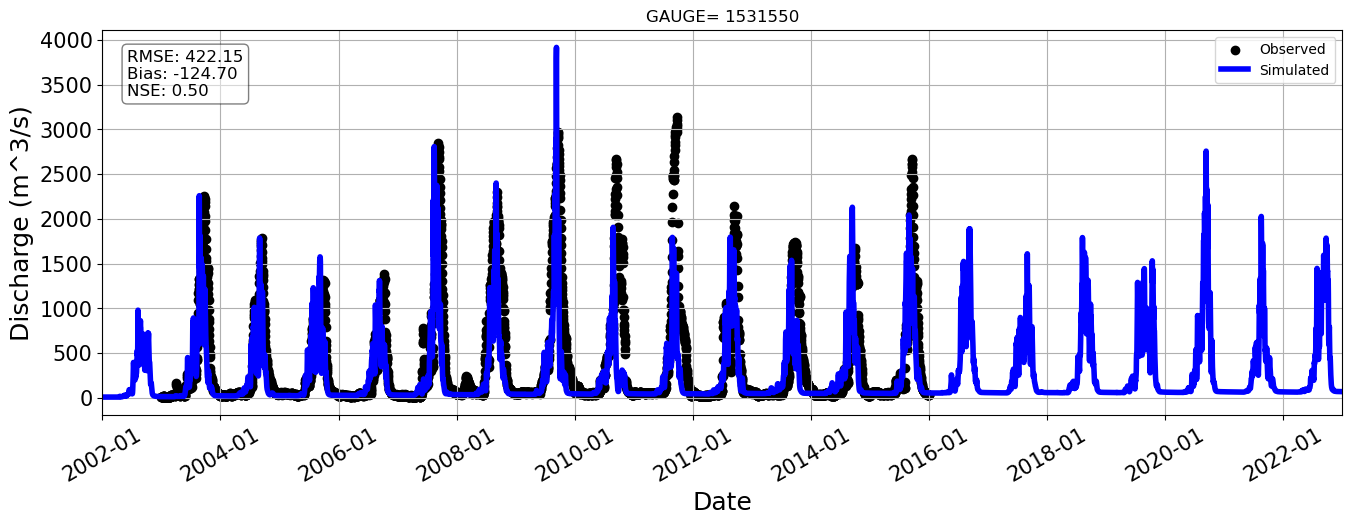 GAUGE= 1531550
RMSE: 422.15
Bias: -124.70
NSE: 0.50
Observed
Simulated
Discharge (m^3/s)
4000
3500
3000
2500
2000
1500
1000
500
0
2002-01
2004-01
2006-01
2008-01
2010-01
2012-01
2014-01
2016-01
2018-01
2020-01
2022-01
Date